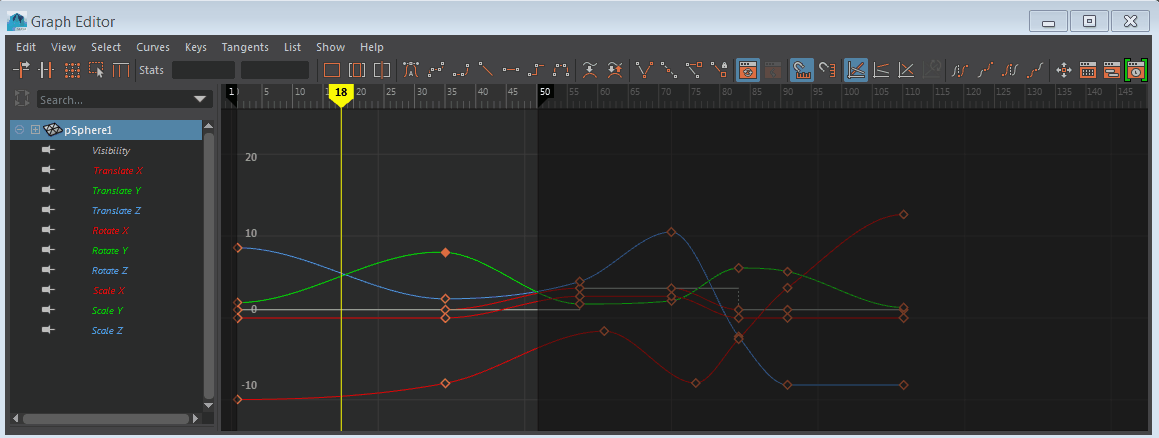 Graph Editor
Edit View Select Curves Keys Tangents List Show Help
Stats
Search...
1 5 10 18 20 25 30 35 40 45 50 55 60 65 70 75 80 85 90 95 100 105 110 115 120 125 130 135 140 145
pSphere1
Visibility
Translate X
Translate Y
Translate Z
Rotate X
Rotate Y
Rotate Z
Scale X
Scale Y
Scale Z
20
10
0
-10